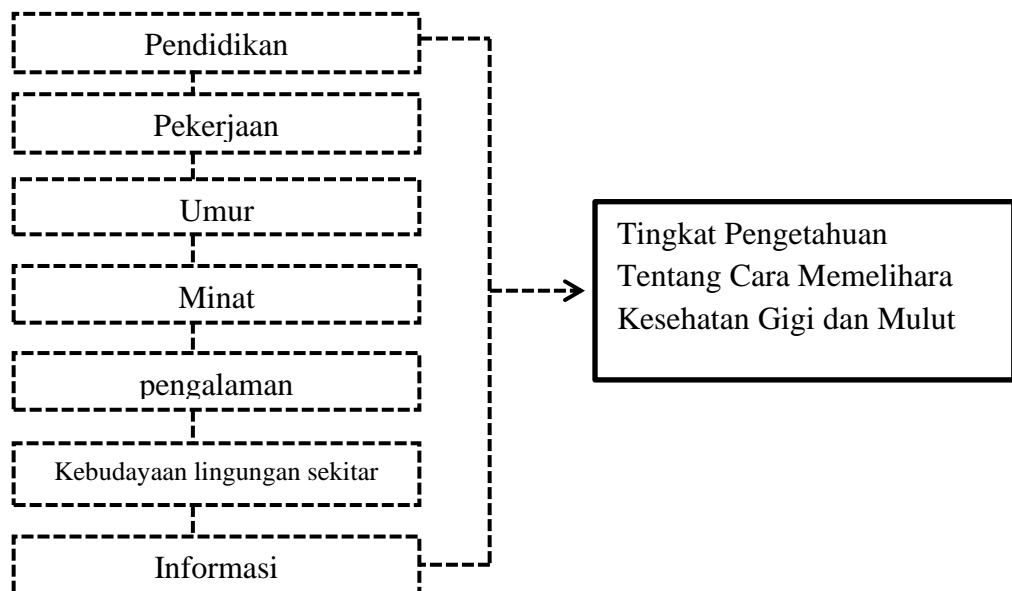 Pendidikan
Pekerjaan
Umur
Minat
pengalaman
Kebudayaan lingungan sekitar
Informasi
Tingkat Pengetahuan
Tentang Cara Memelihara
Kesehatan Gigi dan Mulut